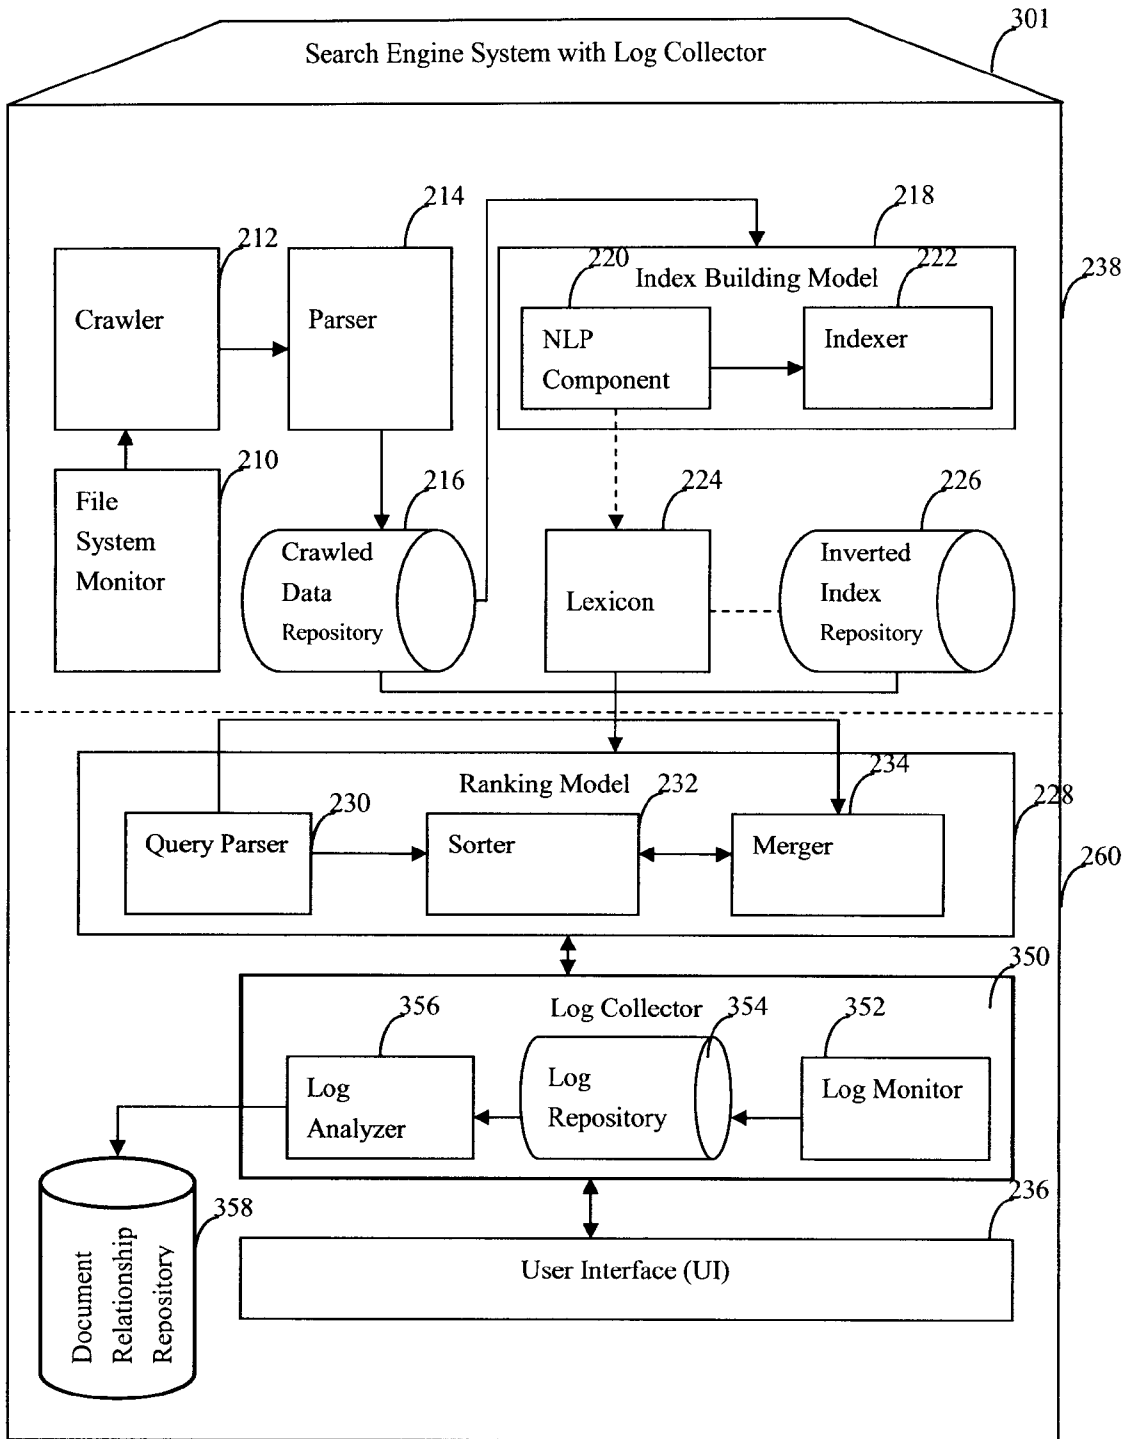 301
Search Engine System with Log Collector
214
218
212
220
222
238
Index Building Model
Crawler
Parser
NLP
Component
Indexer
210
216
224
226
File
System
Monitor
Crawled
Data
Repository
Lexicon
Inverted
Index
Repository
234
Ranking Model
232
228
230
Query Parser
Sorter
Merger
260
350
356
Log Collector
354
352
Log
Analyzer
Log
Repository
Log Monitor
236
358
Document
Relationship
Repository
User Interface (UI)